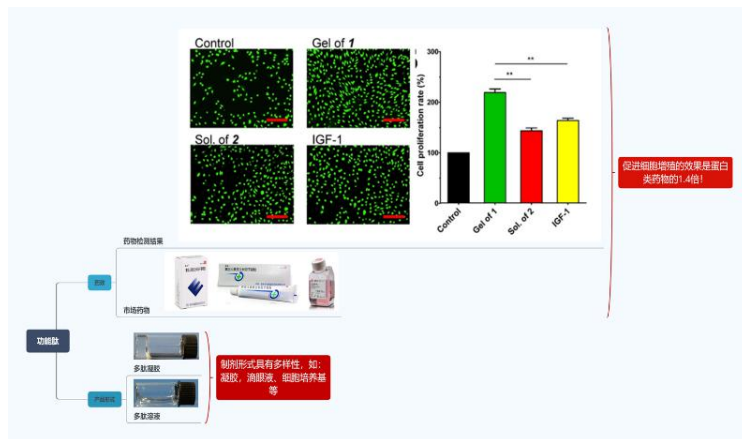 Control
Gel of 1
Sol. of 2
IGF-1
Cell proliferation rate (%)
300
200
150
100
50
0
**
**
Control
Gel of 1
Sol. of 2
IGF-1
促进细胞增殖的效果是蛋白
类药物的1.4倍!
药物检测结果
市场药物
功能肽
产品形式
多肽凝胶
多肽溶液
制剂形式具有多样性，如：
凝胶，滴眼液、细胞培养基
等